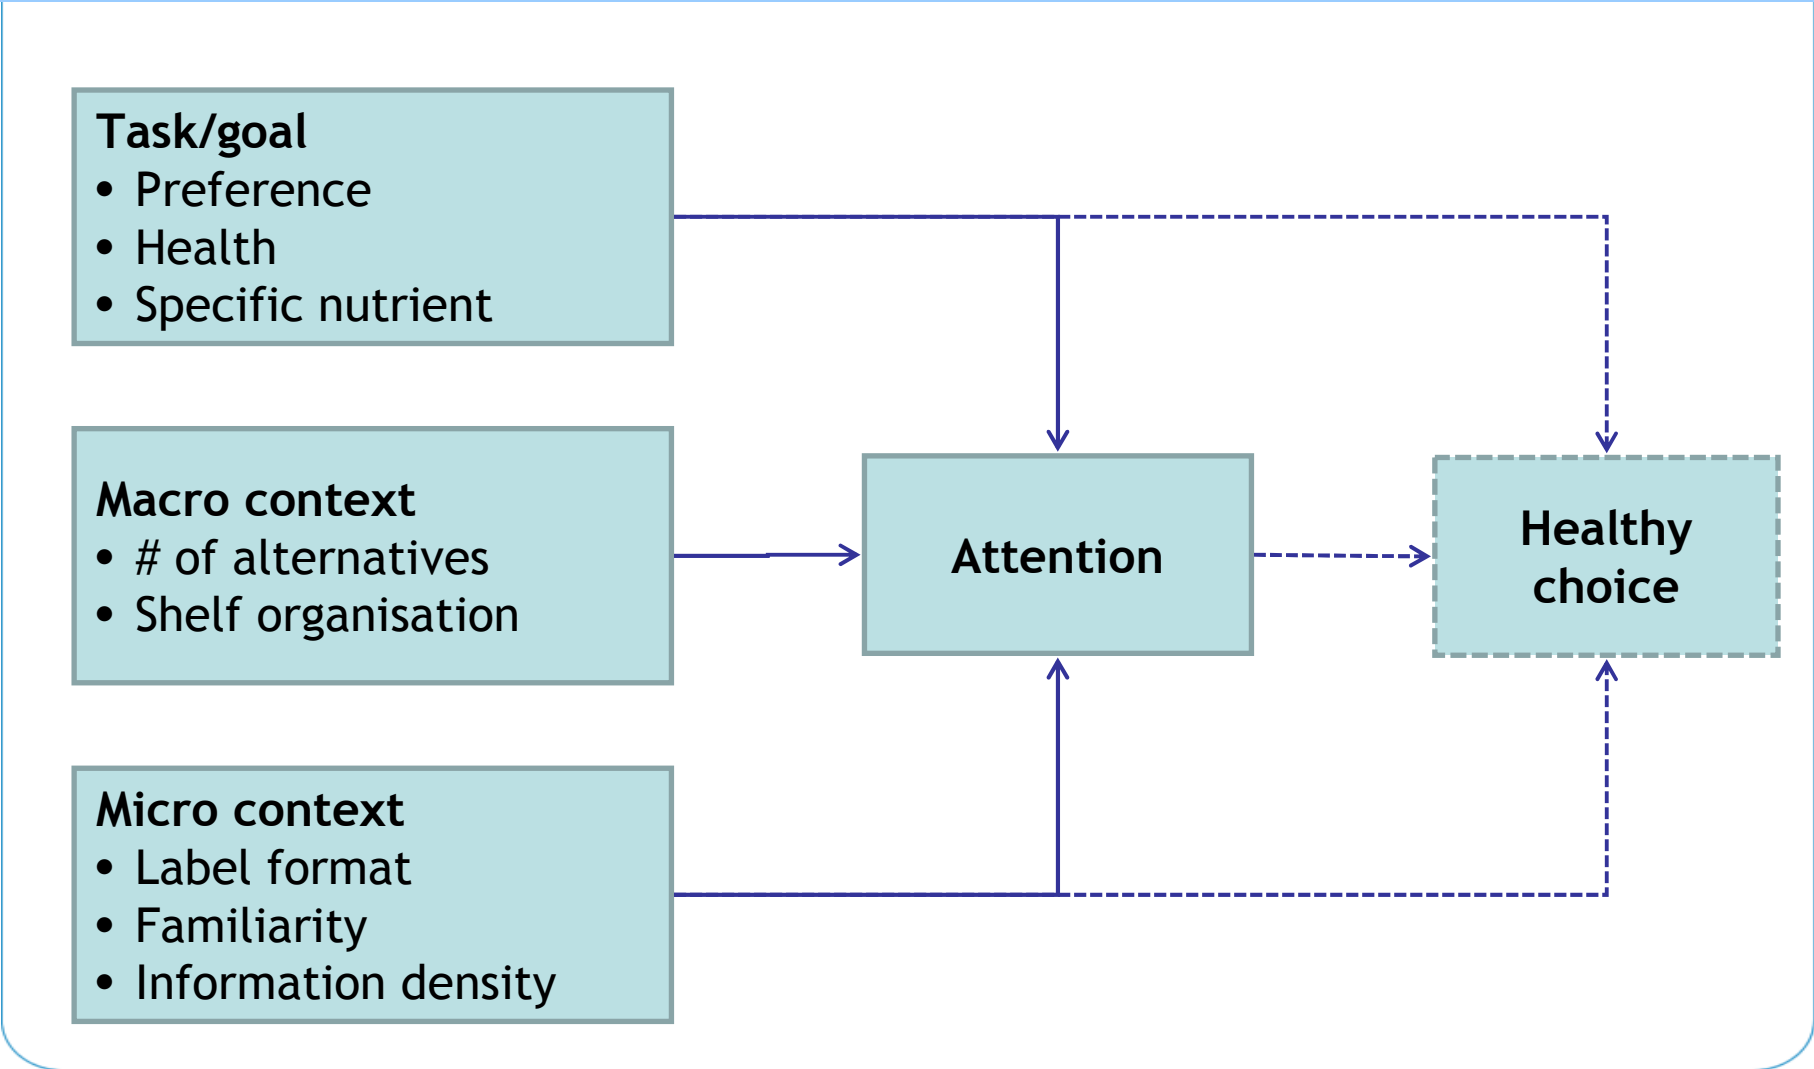 Task/goal
• Preference
• Health
• Specific nutrient
Macro context
• # of alternatives
• Shelf organisation
Micro context
• Label format
• Familiarity
• Information density
Attention
Healthy
choice